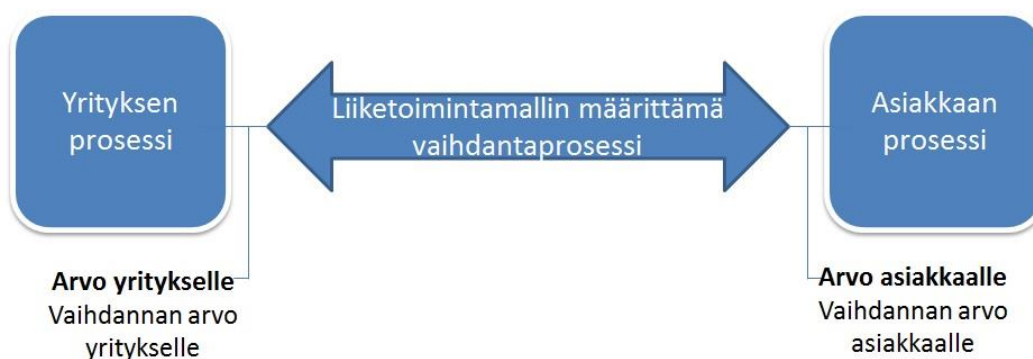 Yrityksen
prosessi
Liiketoimintamallin määrittämä
vaihdantaprosessi
Asiakkaan
prosessi
Arvo yritykselle
Vaihdannan arvo
yritykselle
Arvo asiakkaalle
Vaihdannan arvo
asiakkaalle